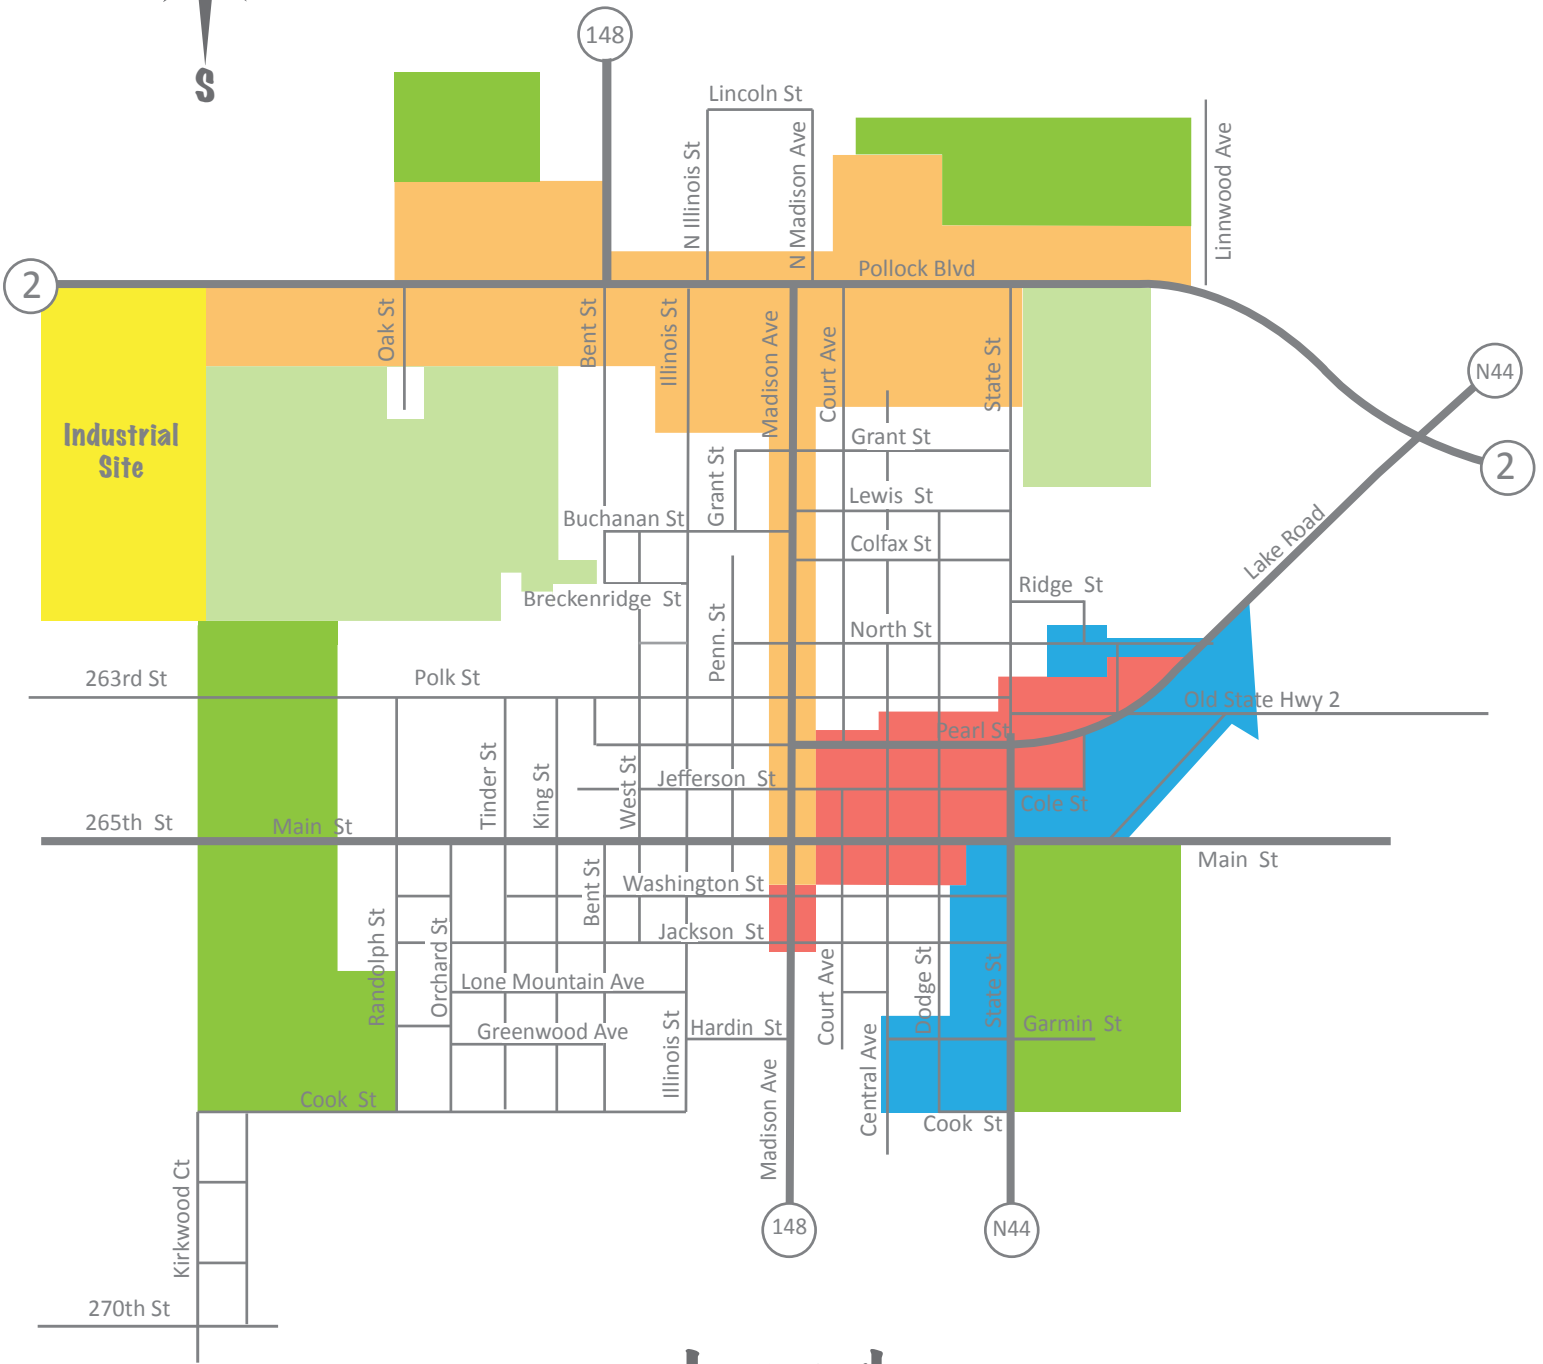 S
148
Lincoln St
N Illinois St
N Madison Ave
Linnwood Ave
2
Pollock Blvd
Oak St
Bent St
Illinois St
Madison Ave
Court Ave
State St
N44
Industrial
Site
Grant St
Grant St
2
Lewis St
Buchanan St
Colfax St
Lake Road
Breckenridge St
Ridge St
Penn. St
North St
263rd St
Polk St
Old State Hwy 2
Pearl St
Tinder St
King St
West St
Jefferson St
Cole St
265th St
Main St
Main St
Bent St
Washington St
Randolph St
Orchard St
Jackson St
Court Ave
Dodge St
State St
Lone Mountain Ave
Greenwood Ave
Illinois St
Hardin St
Garmin St
Madison Ave
Central Ave
Cook St
Cook St
Kirkwood Ct
148
N44
270th St